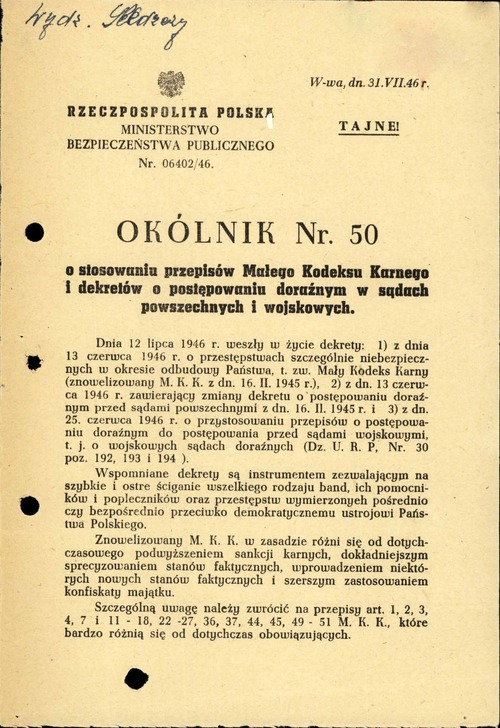 Wydz. Śledczy
W-wa, dn. 31.VII.46 r.
RZECZPOSPOLITA POLSKA
MINISTERSTWO
BEZPIECZEŃSTWA PUBLICZNEGO
Nr. 06402/46.
TAJNE!
OKÓLNIK Nr. 50
o stosowaniu przepisów Małego Kodeksu Karnego
i dekretów o postępowaniu doraźnym w sądach
powszechnych i wojskowych.
Dnia 12 lipca 1946 r. weszły w życie dekrety: 1) z dnia
13 czerwca 1946 r. o przestępstwach szczególnie niebezpiecz-
nych w okresie odbudowy Państwa, t. zw. Mały Kodeks Karny
(znowelizowany M. K. K. z dn. 16. II. 1945 r.), 2) z dn. 13 czerw-
ca 1946 r. zawierający zmiany dekretu o postępowaniu doraź-
nym przed sądami powszechnymi z dn. 16. II. 1945 r. i 3) z dn.
25. czerwca 1946 r. o przystosowaniu przepisów o postępowa-
niu doraźnym do postępowania przed sądami wojskowymi,
t. j. o wojskowych sądach doraźnych (Dz. U. R. P, Nr. 30
poz. 192, 193 i 194 ).
Wspomniane dekrety są instrumentem zezwalającym na
szybkie i ostre ściganie wszelkiego rodzaju band, ich pomocni-
ków i popleczników oraz przestępstw wymierzonyeh pośrednio
czy bezpośrednio przeciwko demokratycznemu ustrojowi Pańs-
twa Polskiego.
Znowelizowany M. K. K. w zasadzie różni się od dotych-
czasowego podwyższeniem sankcji karnych, dokładniejszym
sprecyzowaniem stanów faktycznych, wprowadzeniem niektó-
rych nowych stanów faktycznych i szerszym zastosowaniem
konfiskaty majątku.
Szczególną uwagę należy zwrócić na przepisy art. 1, 2, 3,
4, 7 i 11 - 18, 22 -27, 36, 37, 44, 45, 49 - 51 M. K. K., które
bardzo różnią się od dotychczas obowiązujących.